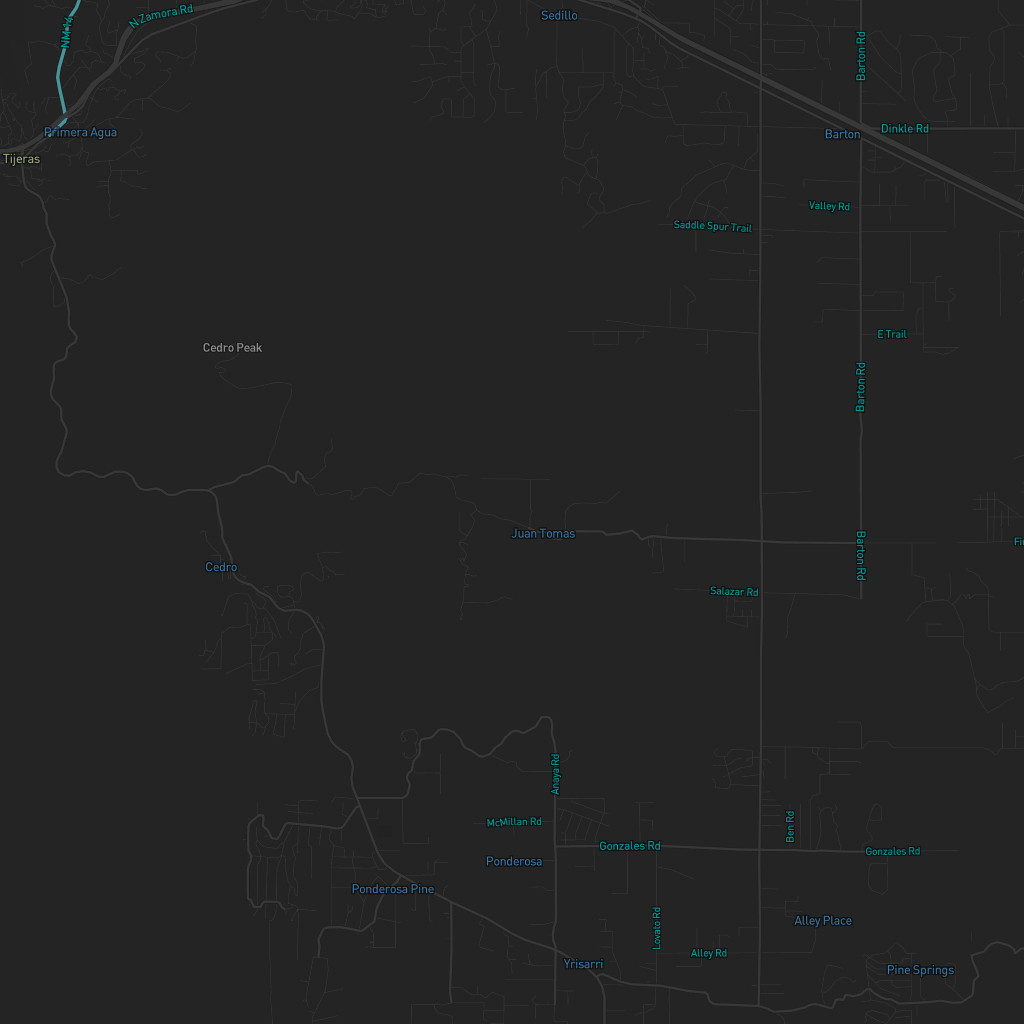 N Zamora Rd
Sedillo
NM 14
Barton Rd
Primera Agua
Dinkle Rd
Barton
Tijeras
Valley Rd
Saddle Spur Trail
E Trail
Cedro Peak
Barton Rd
Juan Tomas
Barton Rd
Cedro
Salazar Rd
Anaya Rd
McMillan Rd
Ben Rd
Gonzales Rd
Gonzales Rd
Ponderosa
Ponderosa Pine
Lovato Rd
Alley Place
Alley Rd
Yrisarri
Pine Springs